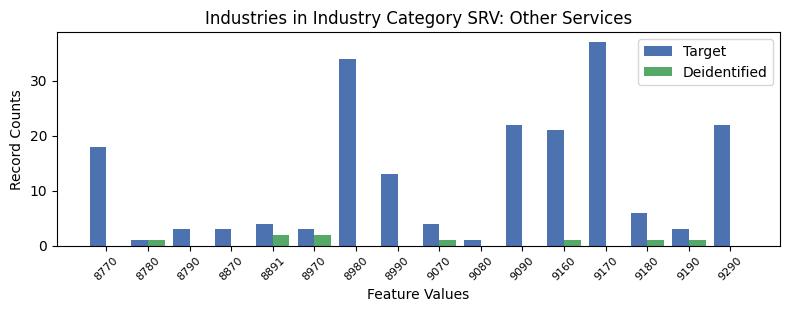 Industries in Industry Category SRV: Other Services
Target
Deidentified
Record Counts
30
20
10
0
8770 8780 8790 8870 8891 8970 8980 8990 9070 9080 9090 9160 9170 9180 9190 9290
Feature Values